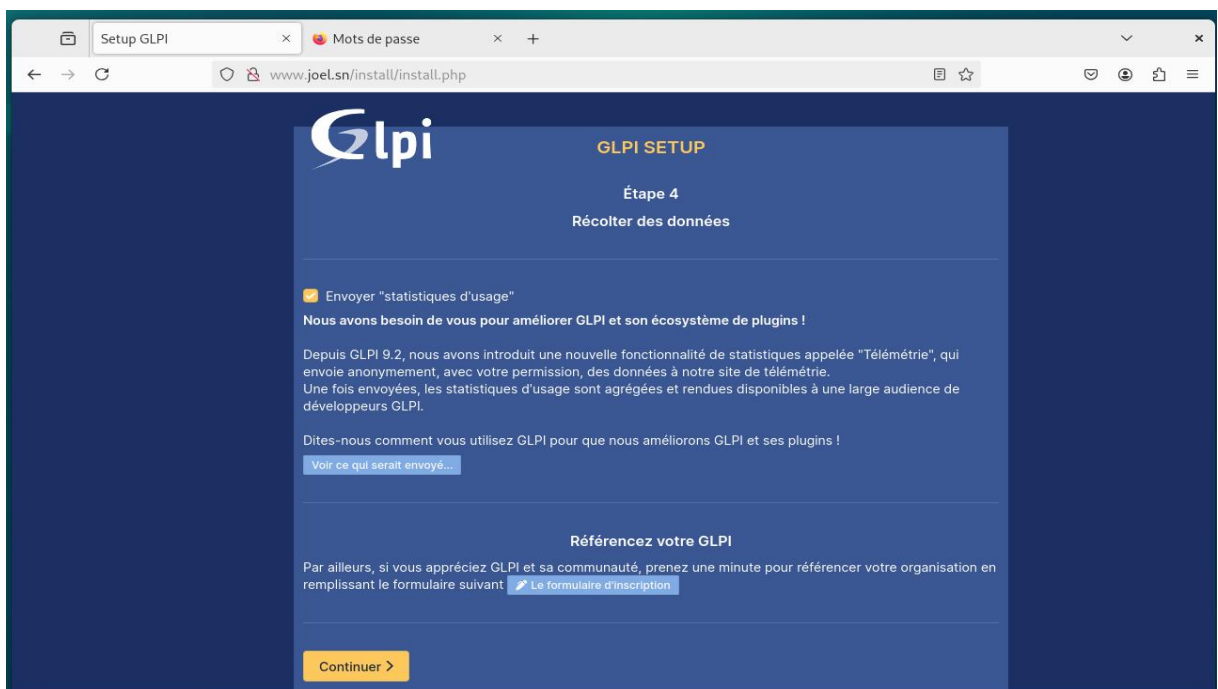 Setup GLPI
Mots de passe
www.joel.sn/install/install.php
Glpi
GLPI SETUP
Étape 4
Récolter des données
Envoyer "statistiques d'usage"
Nous avons besoin de vous pour améliorer GLPI et son écosystème de plugins !
Depuis GLPI 9.2, nous avons introduit une nouvelle fonctionnalité de statistiques appelée "Télémétrie", qui
envoie anonymement, avec votre permission, des données à notre site de télémétrie.
Une fois envoyées, les statistiques d'usage sont agrégées et rendues disponibles à une large audience de
développeurs GLPI.
Dites-nous comment vous utilisez GLPI pour que nous améliorons GLPI et ses plugins !
Voir ce qui serait envoyé...
Référencez votre GLPI
Par ailleurs, si vous appréciez GLPI et sa communauté, prenez une minute pour référencer votre organisation en
remplissant le formulaire suivant Le formulaire d'inscription
Continuer >